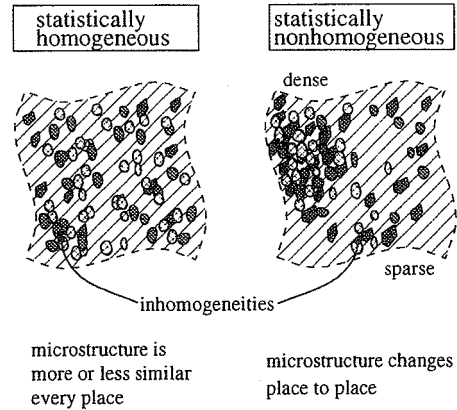 statistically
homogeneous
statistically
nonhomogeneous
dense
sparse
inhomogeneities
microstructure is
more or less similar
every place
microstructure changes
place to place